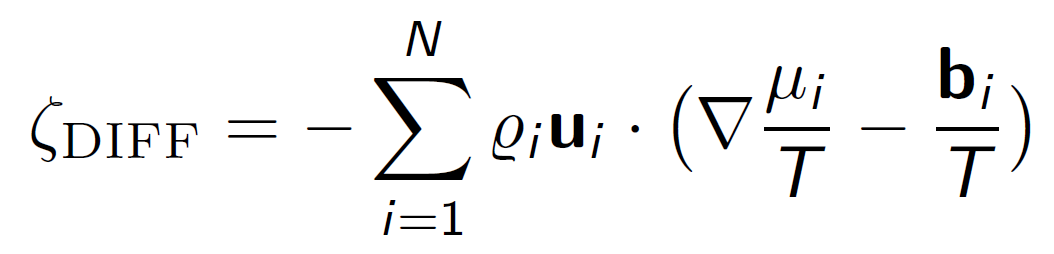 ζ_DIFF = − ∑_{i=1}^{N} ϱ_i 𝐮_i · (∇ μ_i/T − 𝐛_i/T)